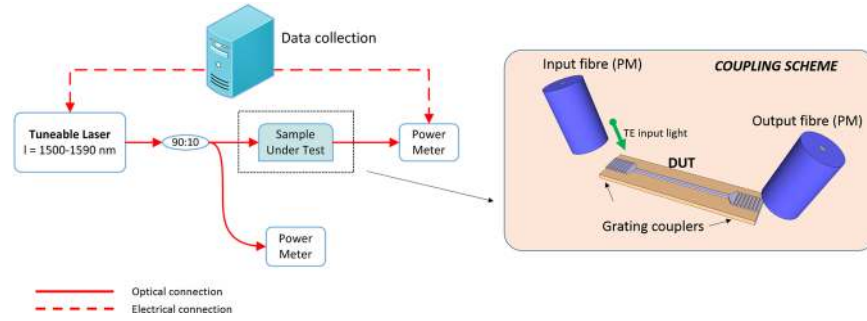 Data collection
Tuneable Laser
l = 1500-1590 nm
90:10
Sample
Under Test
Power
Meter
Power
Meter
Optical connection
Electrical connection
COUPLING SCHEME
Input fibre (PM)
Output fibre (PM)
TE input light
DUT
Grating couplers